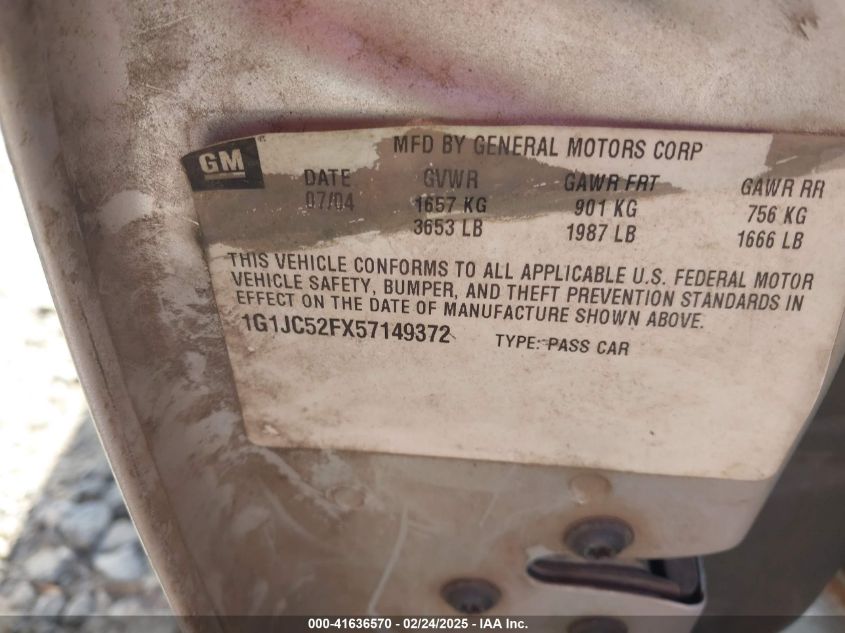 GM
MFD BY GENERAL MOTORS CORP
DATE GVWR GAWR FRT GAWR RR
07/04 1657 KG 901 KG 756 KG
3653 LB 1987 LB 1666 LB
THIS VEHICLE CONFORMS TO ALL APPLICABLE U.S. FEDERAL MOTOR
VEHICLE SAFETY, BUMPER, AND THEFT PREVENTION STANDARDS IN
EFFECT ON THE DATE OF MANUFACTURE SHOWN ABOVE.
1G1JC52FX57149372 TYPE: PASS CAR
000-41636570 / 02/24/2025 - IAA Inc.